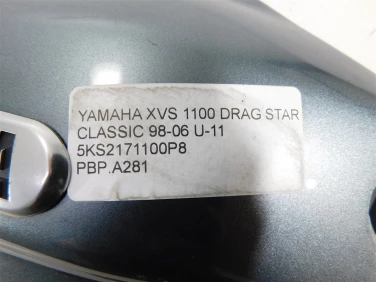 YAMAHA XVS 1100 DRAG STAR
CLASSIC 98-06 U-11
5KS2171100P8
PBP.A281
A